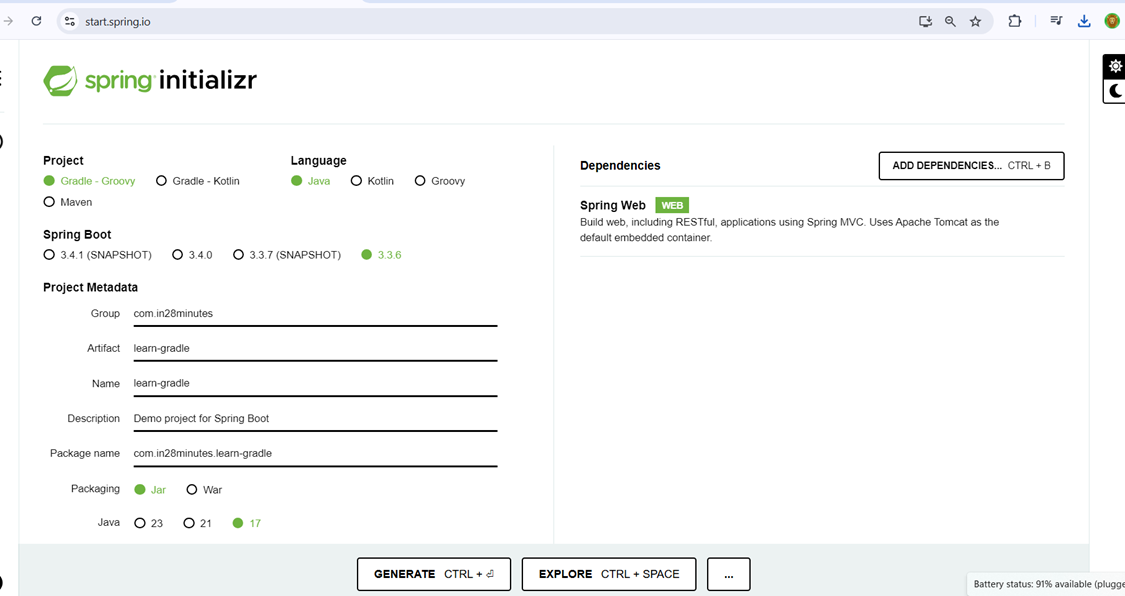 start.spring.io
spring initializr
Project
Gradle - Groovy Gradle - Kotlin
Maven
Language
Java Kotlin Groovy
Spring Boot
3.4.1 (SNAPSHOT) 3.4.0 3.3.7 (SNAPSHOT) 3.3.6
Project Metadata
Group com.in28minutes
Artifact learn-gradle
Name learn-gradle
Description Demo project for Spring Boot
Package name com.in28minutes.learn-gradle
Packaging Jar War
Java 23 21 17
Dependencies
ADD DEPENDENCIES... CTRL + B
Spring Web WEB
Build web, including RESTful, applications using Spring MVC. Uses Apache Tomcat as the
default embedded container.
GENERATE CTRL + ⏎ EXPLORE CTRL + SPACE ...
Battery status: 91% available (plugge